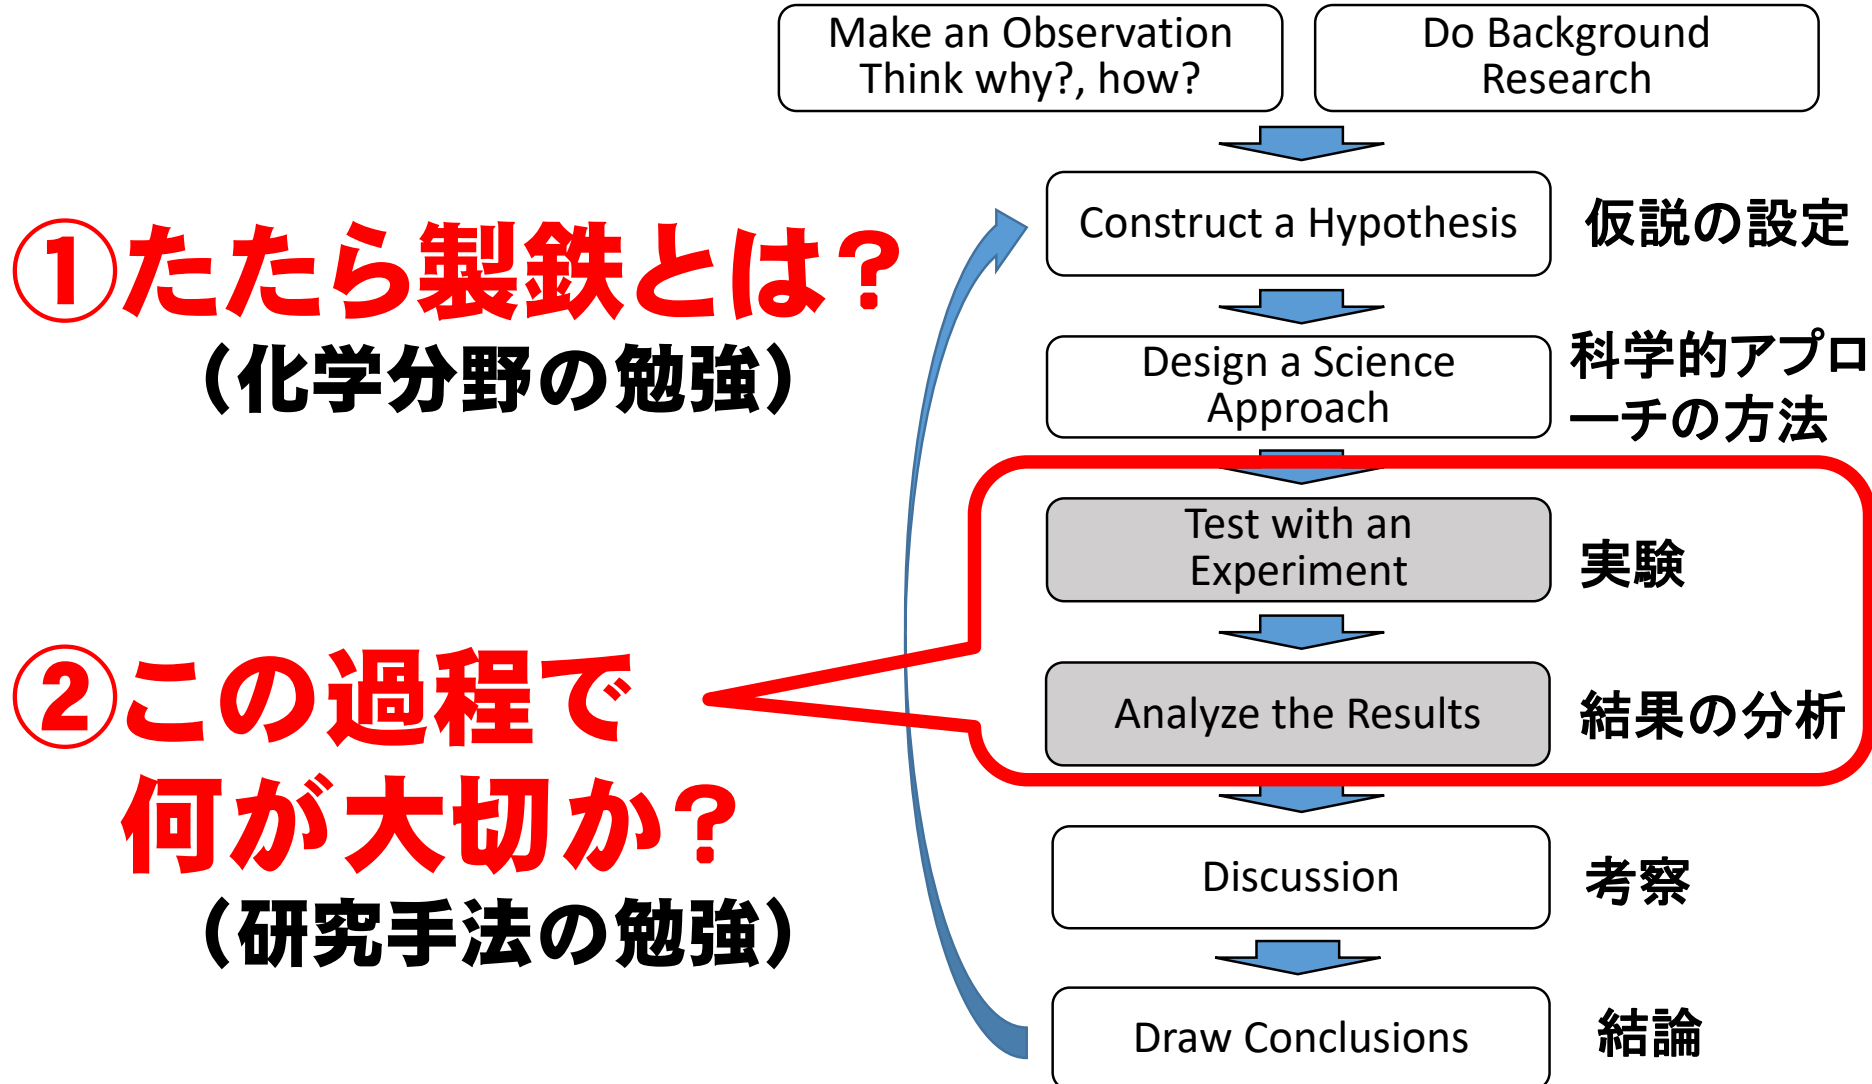 ①たたら製鉄とは？
（化学分野の勉強）
②この過程で
何が大切か？
（研究手法の勉強）
Make an Observation
Think why?, how?
Do Background
Research
Construct a Hypothesis
仮説の設定
Design a Science
Approach
科学的アプロ
ーチの方法
Test with an
Experiment
実験
Analyze the Results
結果の分析
Discussion
考察
Draw Conclusions
結論